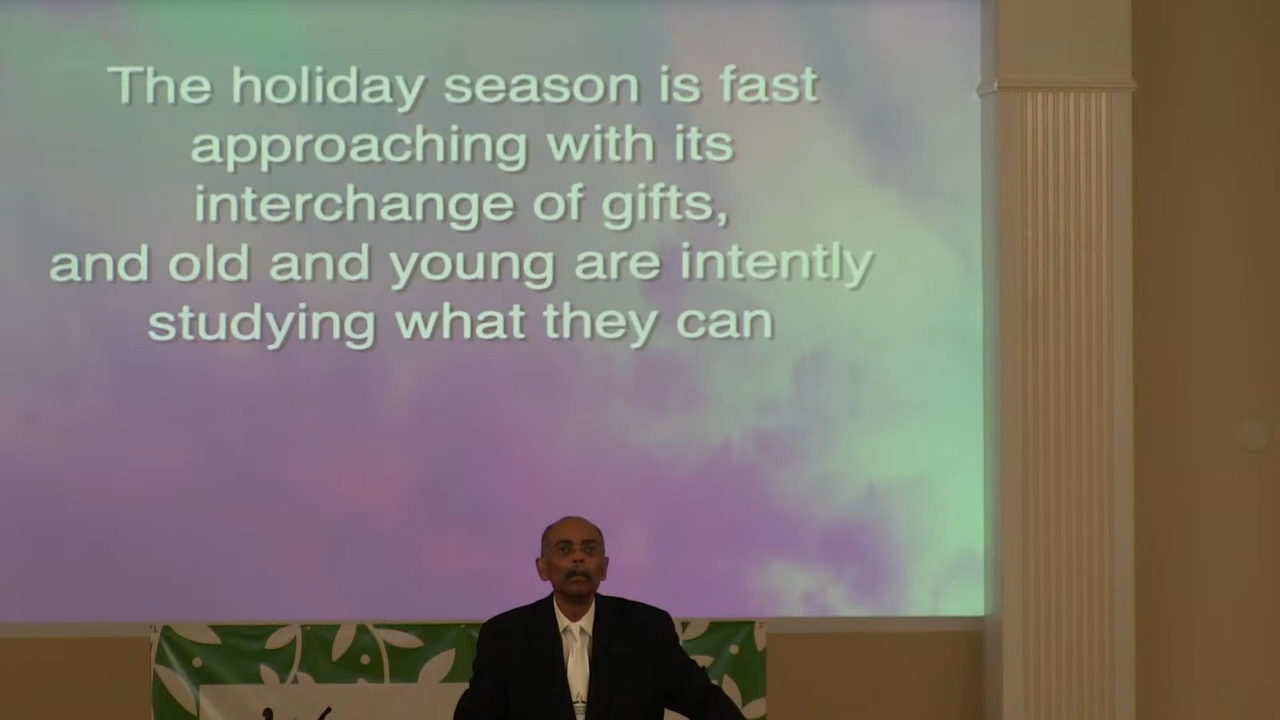 The holiday season is fast
approaching with its
interchange of gifts,
and old and young are intently
studying what they can